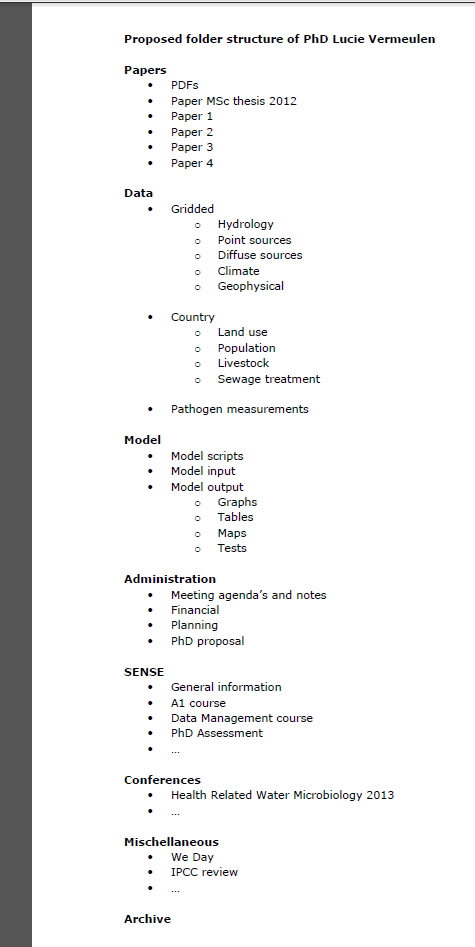 Proposed folder structure of PhD Lucie Vermeulen
Papers
• PDFs
• Paper MSc thesis 2012
• Paper 1
• Paper 2
• Paper 3
• Paper 4
Data
• Gridded
o Hydrology
o Point sources
o Diffuse sources
o Climate
o Geophysical
• Country
o Land use
o Population
o Livestock
o Sewage treatment
• Pathogen measurements
Model
• Model scripts
• Model input
• Model output
o Graphs
o Tables
o Maps
o Tests
Administration
• Meeting agenda’s and notes
• Financial
• Planning
• PhD proposal
SENSE
• General information
• A1 course
• Data Management course
• PhD Assessment
• …
Conferences
• Health Related Water Microbiology 2013
• …
Mischellaneous
• We Day
• IPCC review
• …
Archive